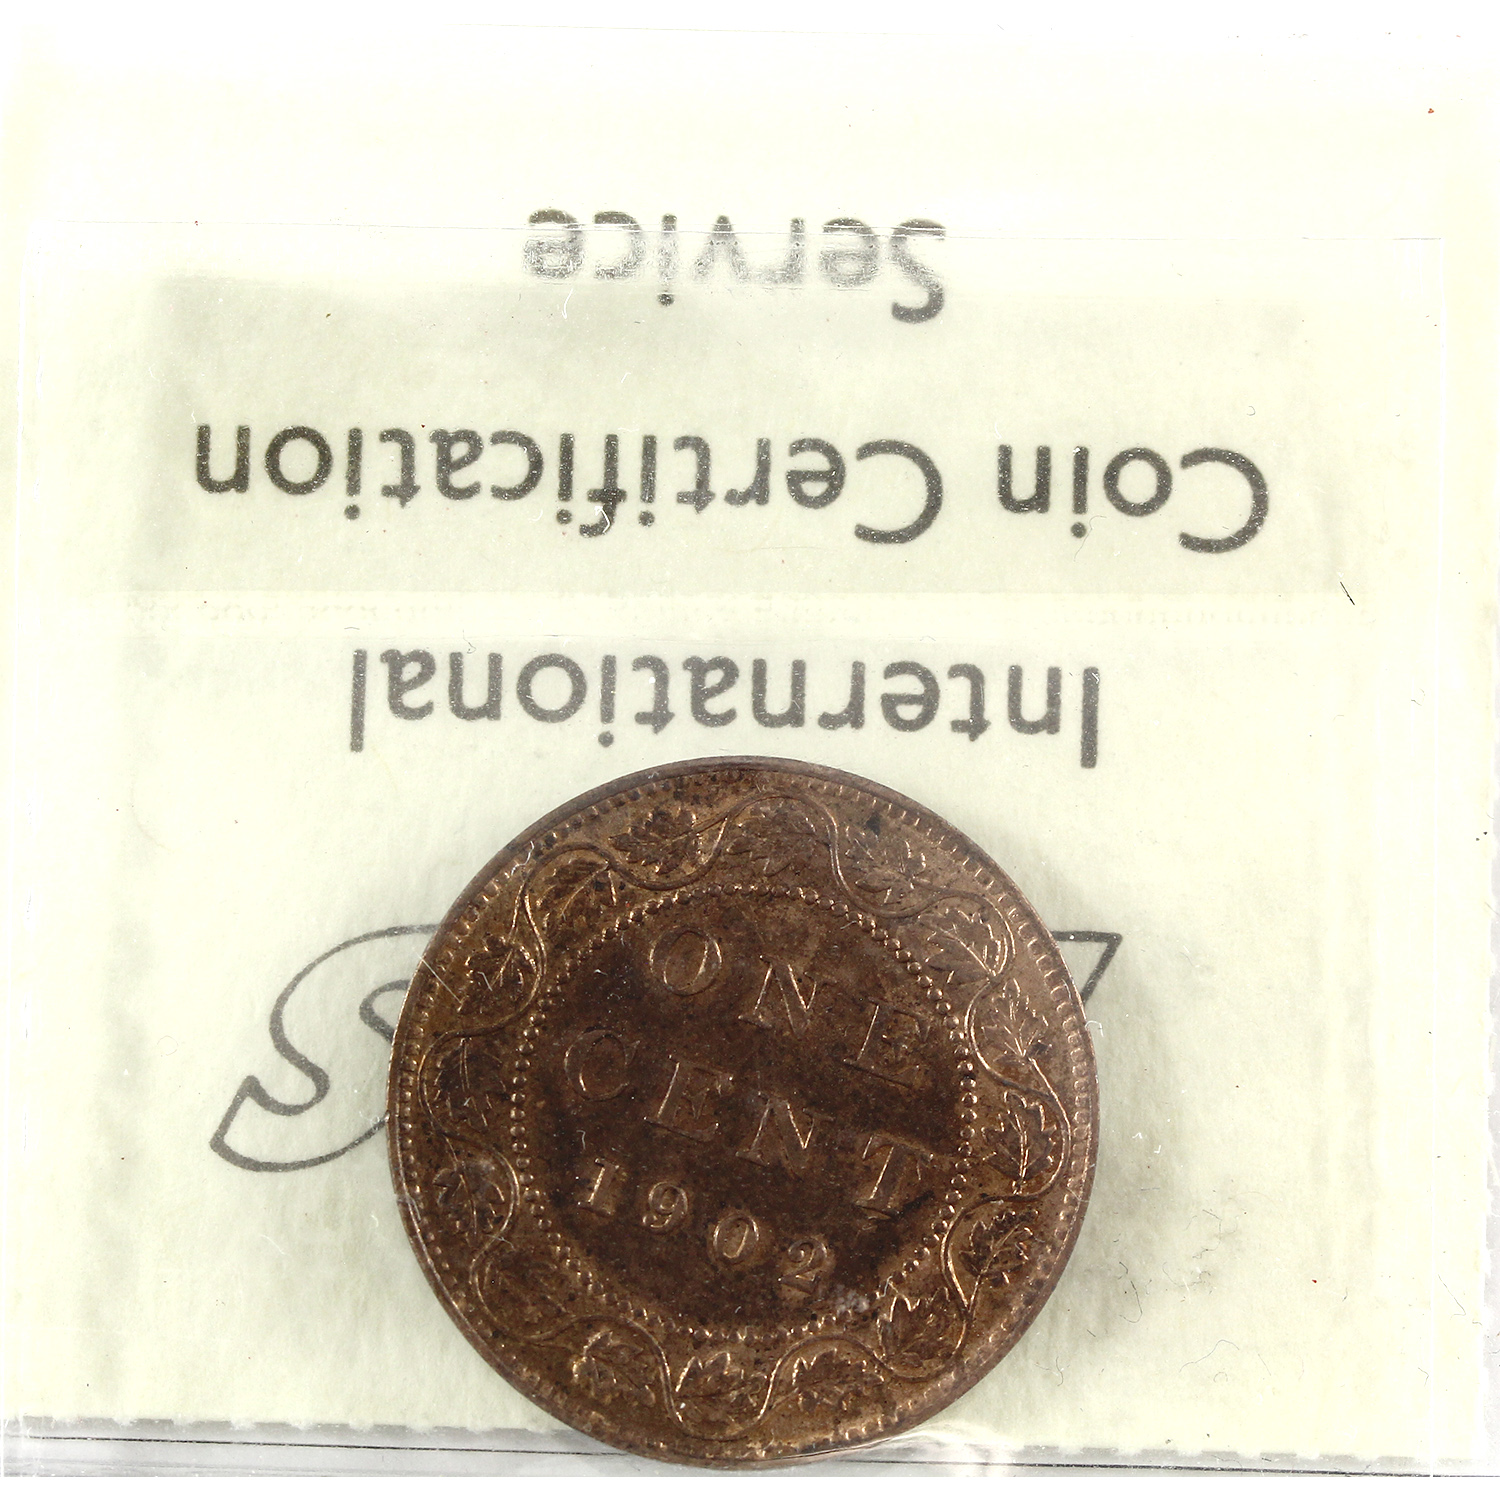 International
Coin Certification
Service
ONE
CENT
1902